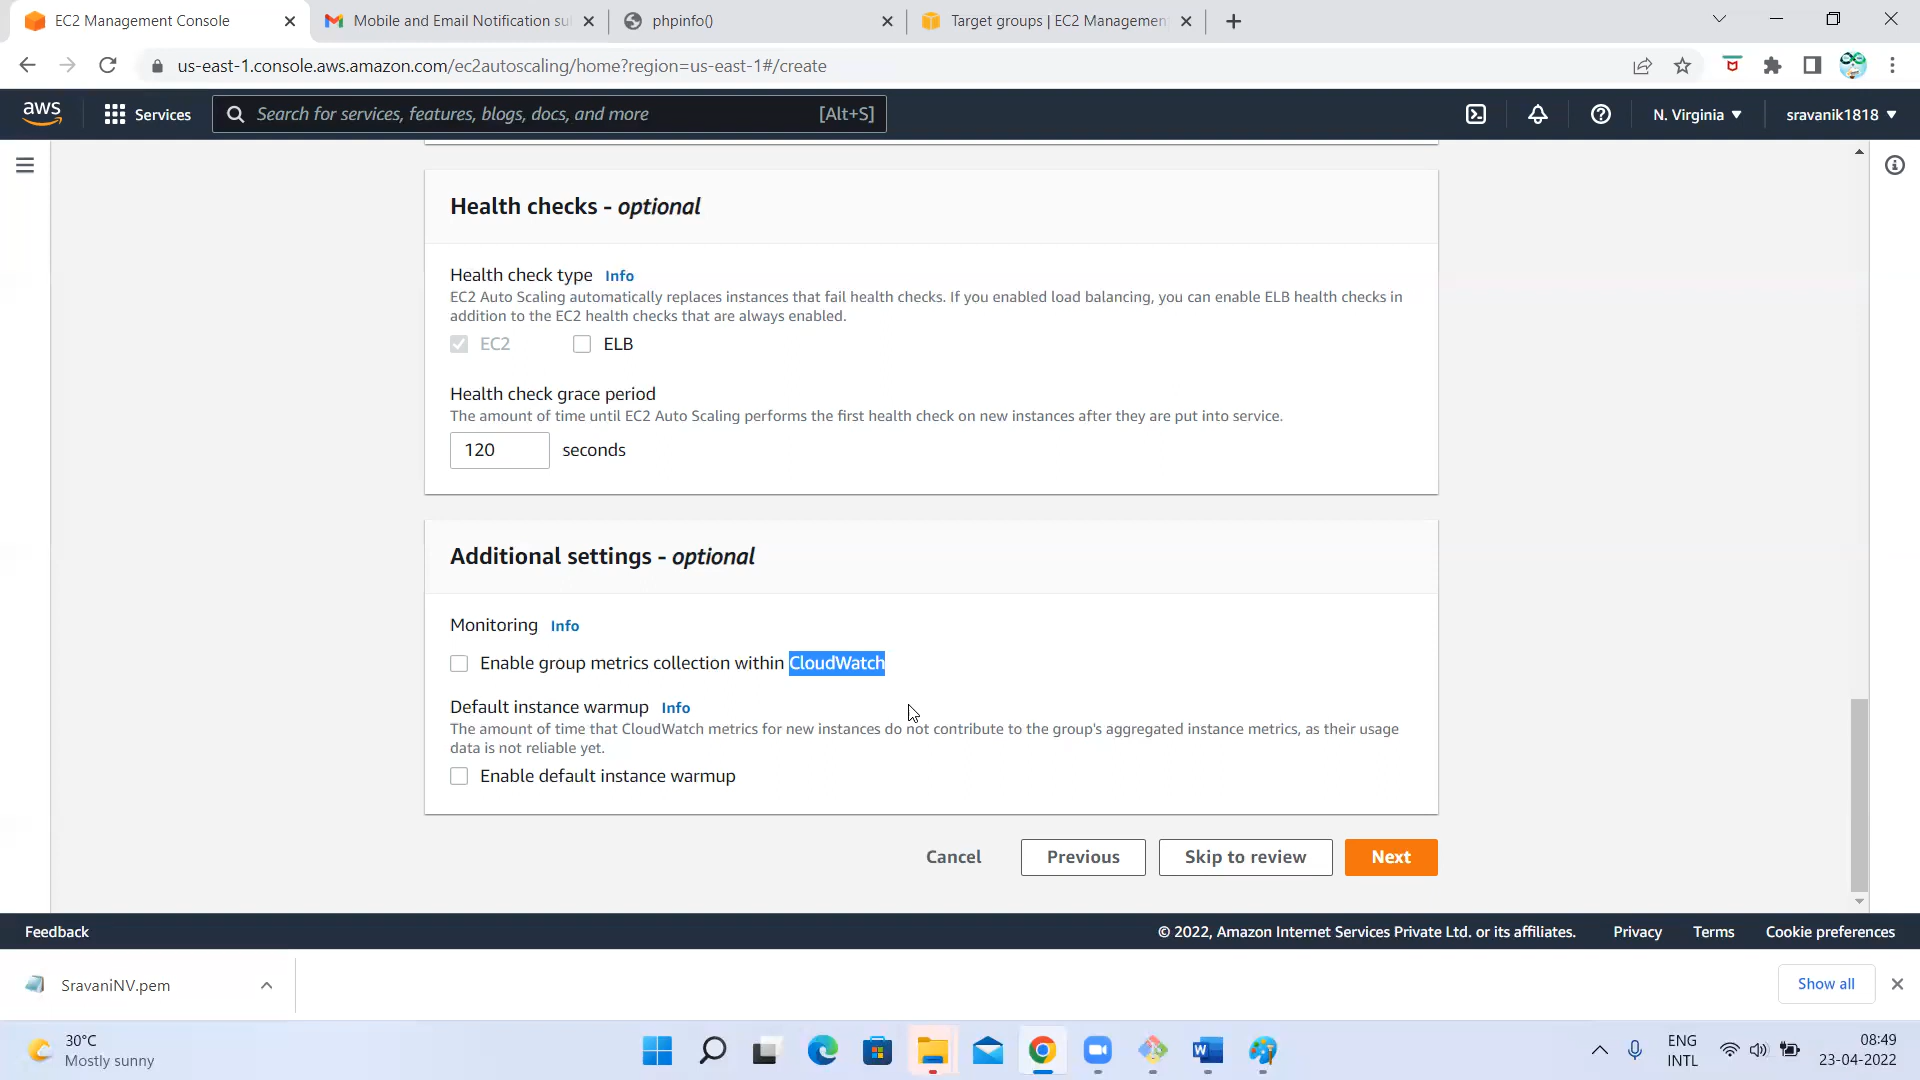 EC2 Management Console
Mobile and Email Notification su
phpinfo()
Target groups | EC2 Managemen
us-east-1.console.aws.amazon.com/ec2autoscaling/home?region=us-east-1#/create
aws
Services
Search for services, features, blogs, docs, and more
[Alt+S]
N. Virginia
sravanik1818
Health checks - optional
Health check type Info
EC2 Auto Scaling automatically replaces instances that fail health checks. If you enabled load balancing, you can enable ELB health checks in
addition to the EC2 health checks that are always enabled.
EC2 ELB
Health check grace period
The amount of time until EC2 Auto Scaling performs the first health check on new instances after they are put into service.
120 seconds
Additional settings - optional
Monitoring Info
Enable group metrics collection within CloudWatch
Default instance warmup Info
The amount of time that CloudWatch metrics for new instances do not contribute to the group's aggregated instance metrics, as their usage
data is not reliable yet.
Enable default instance warmup
Cancel
Previous
Skip to review
Next
Feedback
© 2022, Amazon Internet Services Private Ltd. or its affiliates.
Privacy
Terms
Cookie preferences
SravaniNV.pem
Show all
30°C
Mostly sunny
ENG
INTL
08:49
23-04-2022